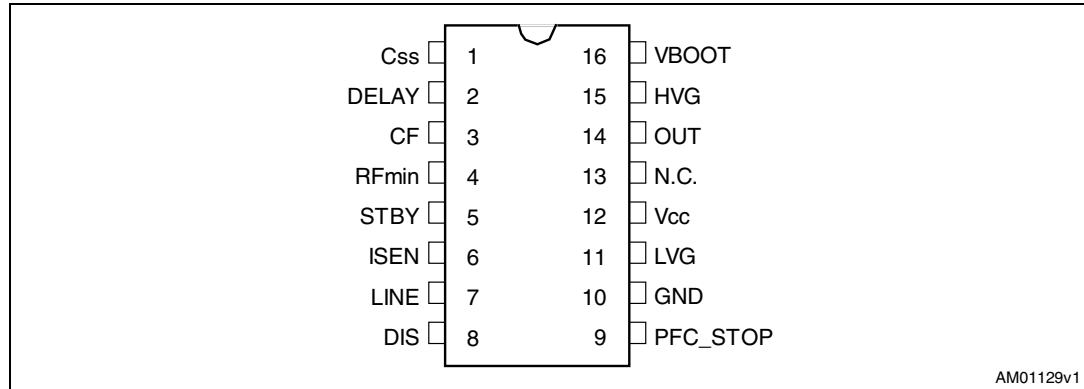 Css 1 16 VBOOT
DELAY 2 15 HVG
CF 3 14 OUT
RFmin 4 13 N.C.
STBY 5 12 Vcc
ISEN 6 11 LVG
LINE 7 10 GND
DIS 8 9 PFC_STOP
AM01129v1